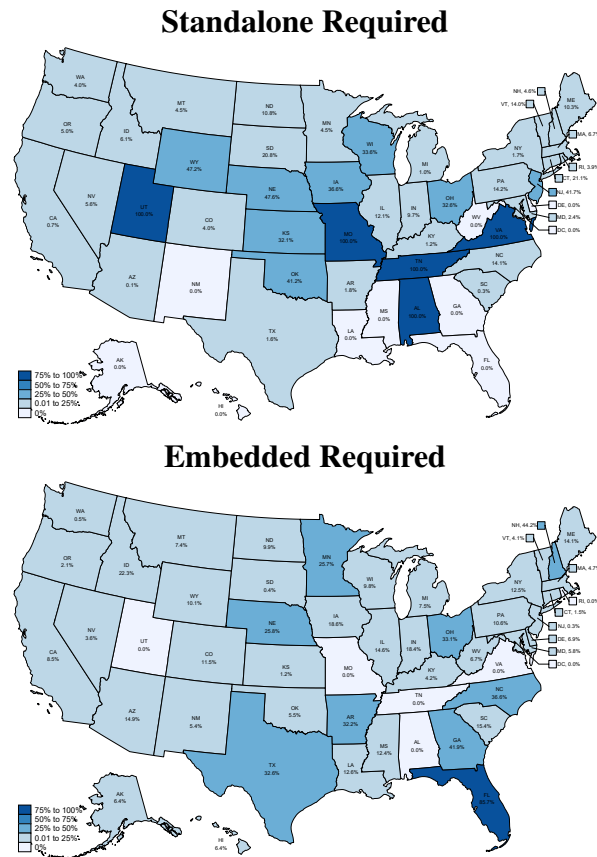 Standalone Required
WA
4.0%
OR
5.0%
CA
0.7%
NV
5.8%
ID
6.1%
MT
4.5%
WY
47.2%
UT
100.0%
AZ
0.1%
CO
4.0%
NM
0.0%
ND
10.8%
SD
20.6%
NE
47.6%
KS
32.1%
OK
41.2%
TX
1.6%
MN
4.5%
IA
36.6%
MO
100.0%
AR
1.8%
LA
0.0%
WI
33.6%
IL
12.1%
MI
1.0%
IN
9.7%
OH
32.6%
KY
1.2%
TN
100.0%
MS
0.0%
AL
100.0%
GA
0.0%
FL
0.0%
SC
0.3%
NC
14.1%
VA
100.0%
WV
0.0%
PA
14.2%
NY
1.7%
ME
10.3%
NH, 4.6%
VT, 14.0%
MA, 6.7%
RI, 3.9%
CT, 21.1%
NJ, 41.7%
DE, 0.0%
MD, 2.4%
DC, 0.0%
AK
0.0%
HI
0.0%
75% to 100%
50% to 75%
25% to 50%
0.01 to 25%
0%
Embedded Required
WA
0.5%
OR
2.1%
CA
8.5%
NV
3.6%
ID
22.3%
MT
7.4%
WY
10.1%
UT
0.0%
AZ
14.9%
CO
11.5%
NM
5.4%
ND
9.9%
SD
0.4%
NE
25.8%
KS
1.2%
OK
5.5%
TX
32.8%
MN
25.7%
IA
18.6%
MO
0.0%
AR
32.2%
LA
12.6%
WI
9.8%
IL
14.6%
MI
7.5%
IN
18.4%
OH
33.1%
KY
4.2%
TN
0.0%
MS
12.4%
AL
0.0%
GA
41.9%
FL
SC
15.4%
NC
36.6%
VA
0.0%
WV
6.7%
PA
10.6%
NY
12.5%
ME
14.1%
NH, 44.2%
VT, 4.1%
MA, 4.7%
RI, 0.0%
CT, 1.5%
NJ, 0.3%
DE, 6.9%
MD, 5.8%
DC, 0.0%
AK
6.4%
HI
6.4%
75% to 100%
50% to 75%
25% to 50%
0.01 to 25%
0%